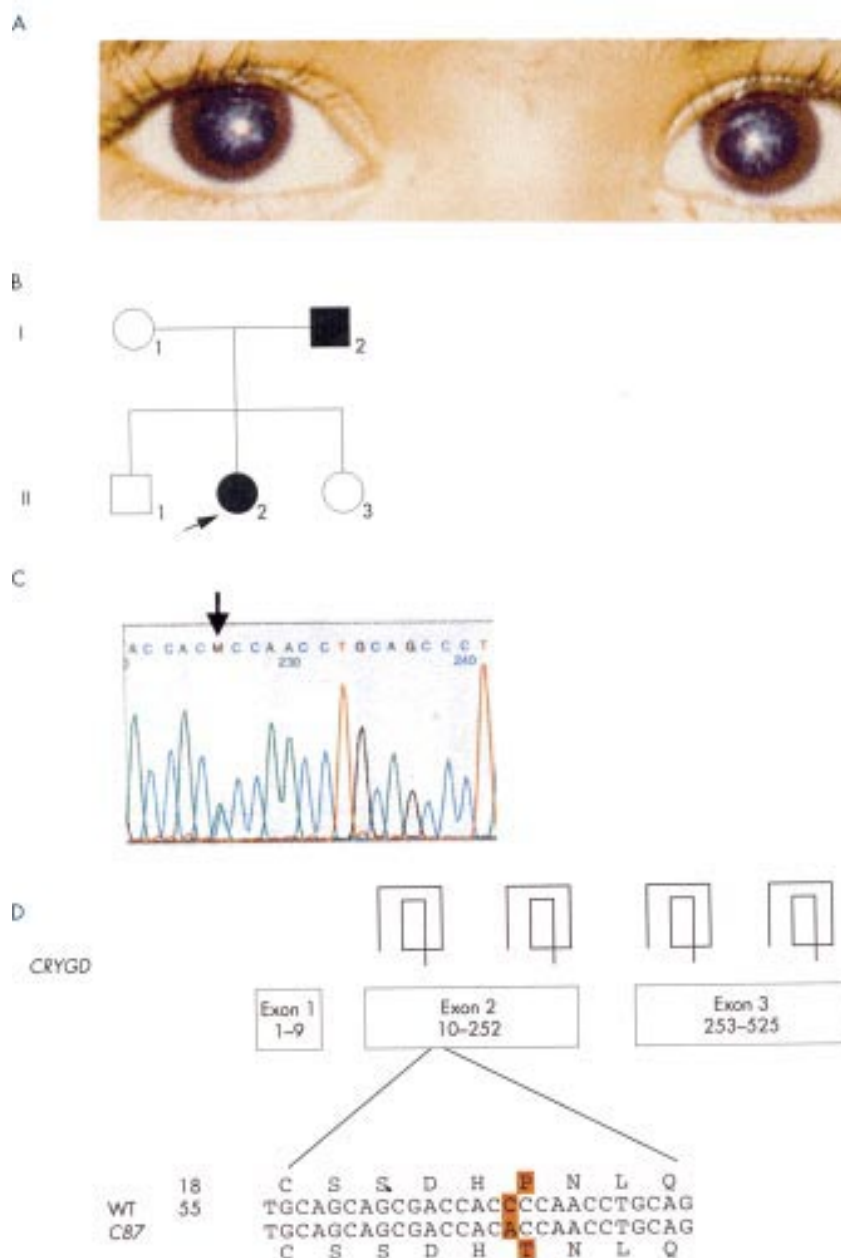 A
B
I
1
2
II
1
2
3
C
A C C A C M C C A A C C T G C A G C C C T
230
240
D
CRYGD
Exon 1
1–9
Exon 2
10–252
Exon 3
253–525
18 C S S D H P N L Q
WT 55 TGCAGCAGCGACCACCCCAACCTGCAG
CB7 TGCAGCAGCGACCACACCAACCTGCAG
C S S D H T N L Q